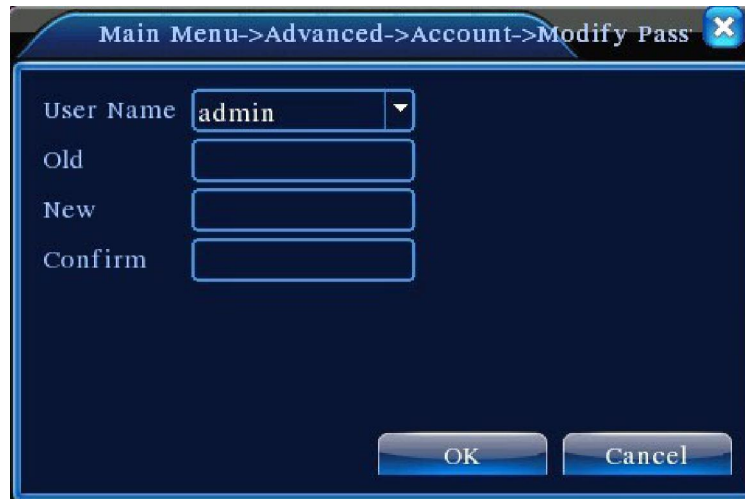 Main Menu->Advanced->Account->Modify Pass
User Name admin
Old
New
Confirm
OK Cancel